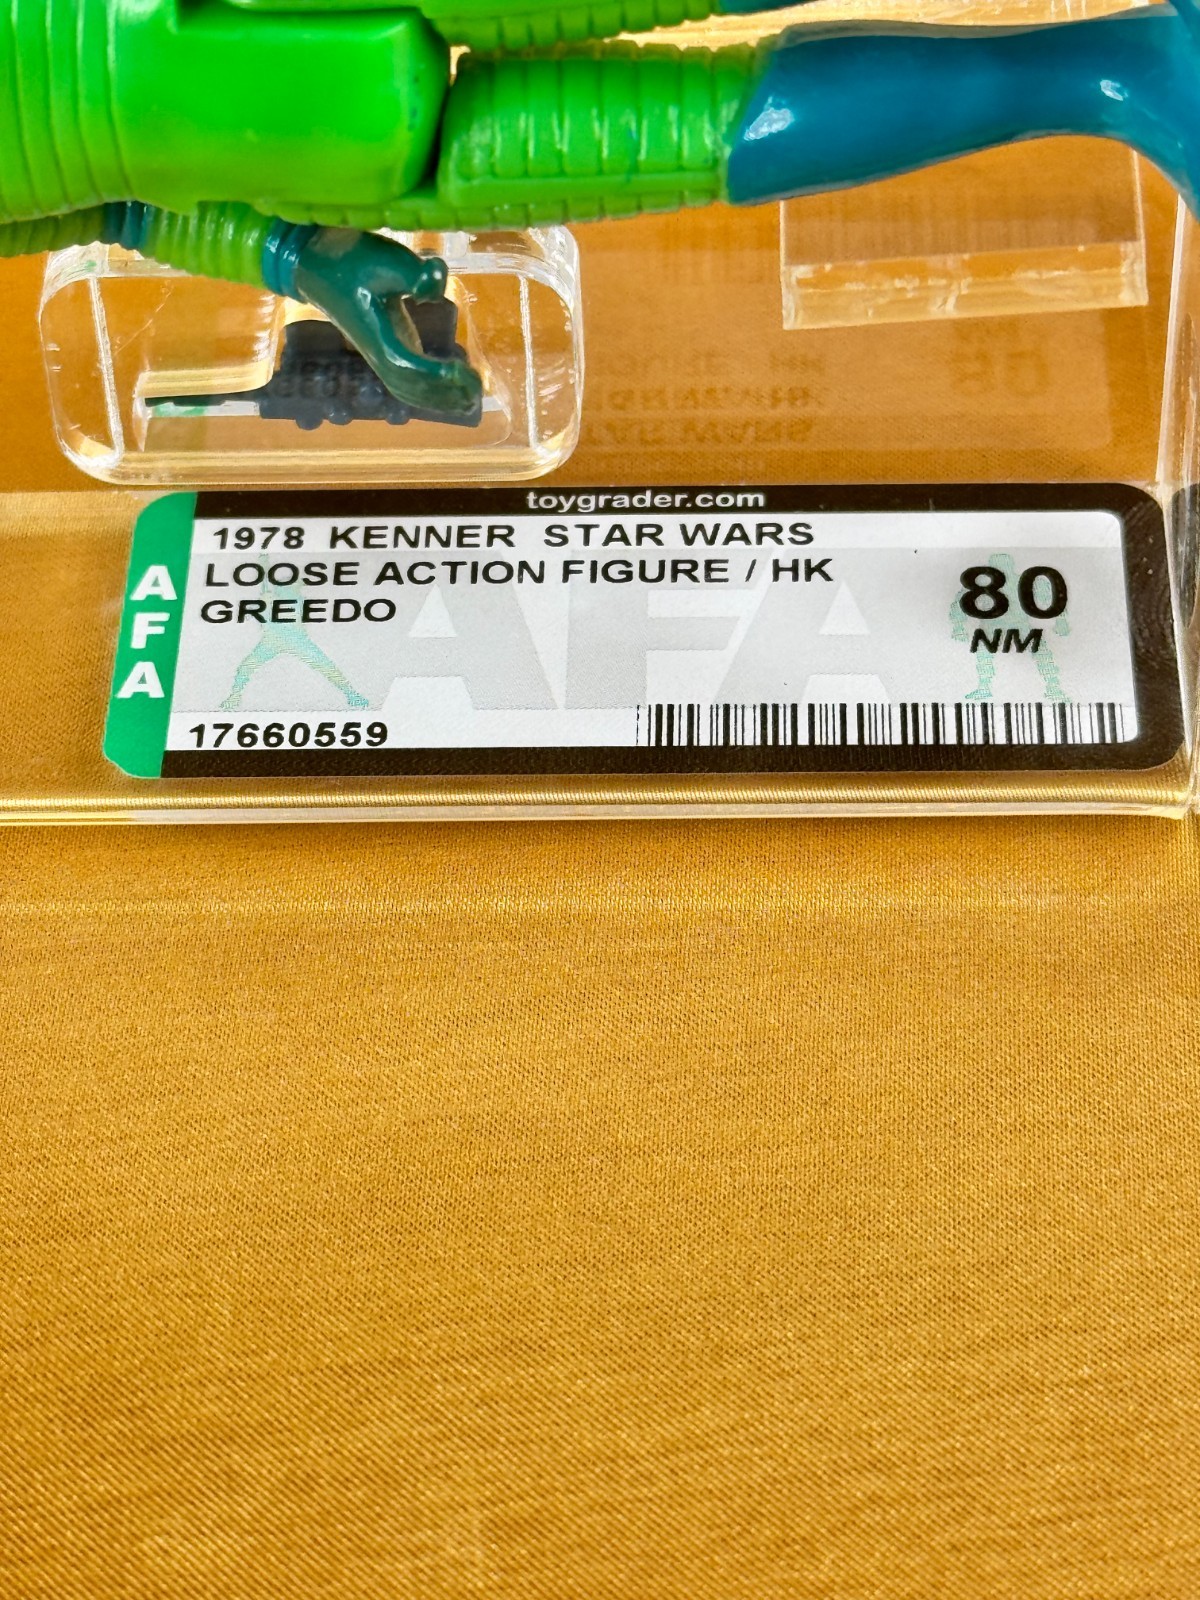 toygrader.com
1978 KENNER STAR WARS
LOOSE ACTION FIGURE / HK
GREEDO
80
NM
AFA
AFA
17660559